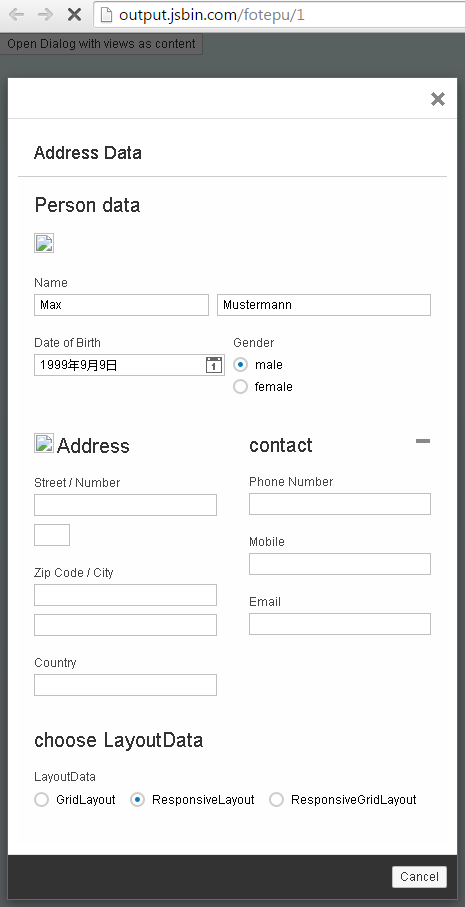 output.jsbin.com/fotepu/1
Open Dialog with views as content
Address Data
Person data
Name
Max Mustermann
Date of Birth Gender
1999年9月9日 1 male
female
Address contact
Street / Number Phone Number
Mobile
Zip Code / City
Email
Country
choose LayoutData
LayoutData
GridLayout ResponsiveLayout ResponsiveGridLayout
Cancel